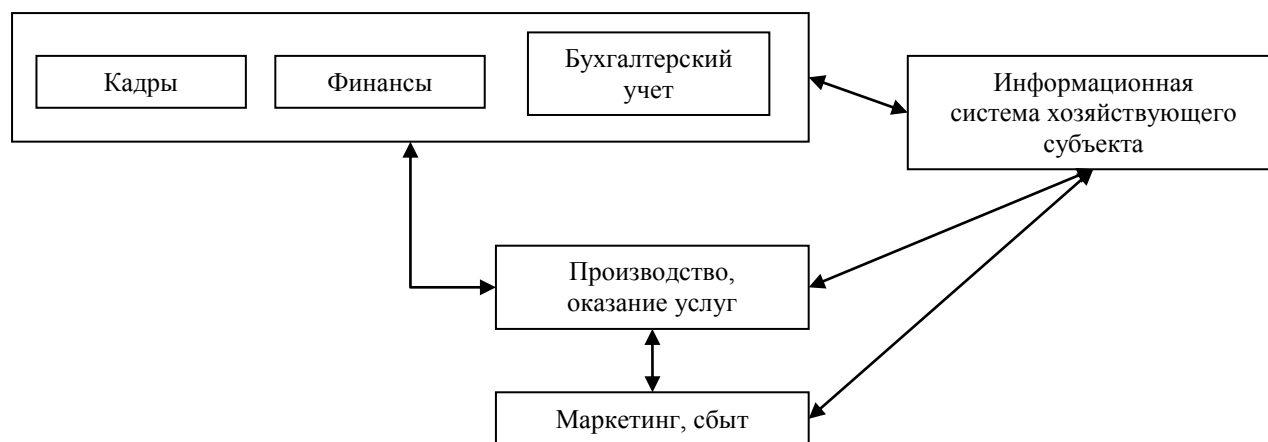 Кадры
Финансы
Бухгалтерский
учет
Информационная
система хозяйствующего
субъекта
Производство,
оказание услуг
Маркетинг, сбыт